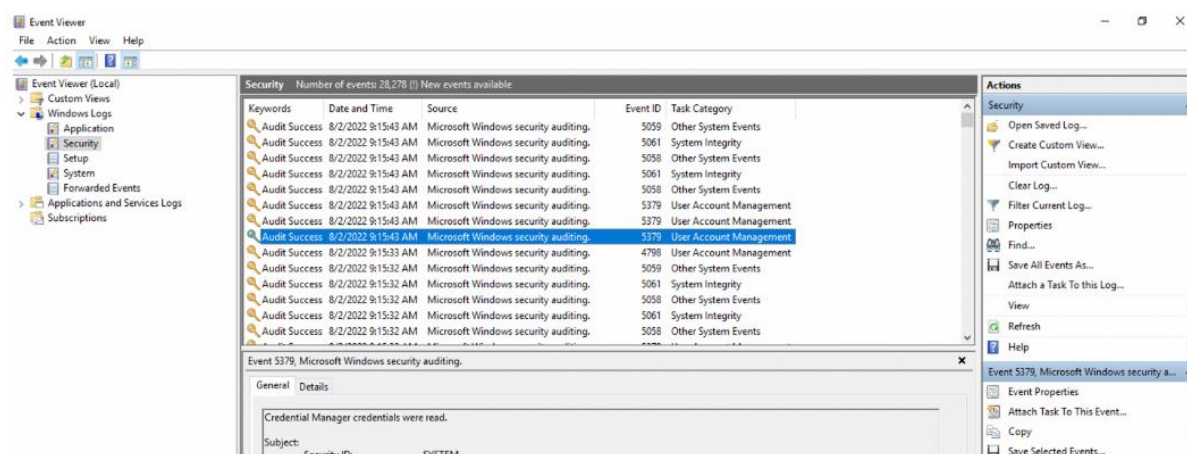 Event Viewer
File Action View Help
Event Viewer (Local)
Custom Views
Windows Logs
Application
Security
Setup
System
Forwarded Events
Applications and Services Logs
Subscriptions
Security Number of events: 28,278 (!) New events available
Keywords Date and Time Source Event ID Task Category
Audit Success 8/2/2022 9:15:43 AM Microsoft Windows security auditing. 5059 Other System Events
Audit Success 8/2/2022 9:15:43 AM Microsoft Windows security auditing. 5061 System Integrity
Audit Success 8/2/2022 9:15:43 AM Microsoft Windows security auditing. 5058 Other System Events
Audit Success 8/2/2022 9:15:43 AM Microsoft Windows security auditing. 5061 System Integrity
Audit Success 8/2/2022 9:15:43 AM Microsoft Windows security auditing. 5058 Other System Events
Audit Success 8/2/2022 9:15:43 AM Microsoft Windows security auditing. 5379 User Account Management
Audit Success 8/2/2022 9:15:43 AM Microsoft Windows security auditing. 5379 User Account Management
Audit Success 8/2/2022 9:15:43 AM Microsoft Windows security auditing. 5379 User Account Management
Audit Success 8/2/2022 9:15:33 AM Microsoft Windows security auditing. 4798 User Account Management
Audit Success 8/2/2022 9:15:32 AM Microsoft Windows security auditing. 5059 Other System Events
Audit Success 8/2/2022 9:15:32 AM Microsoft Windows security auditing. 5061 System Integrity
Audit Success 8/2/2022 9:15:32 AM Microsoft Windows security auditing. 5058 Other System Events
Audit Success 8/2/2022 9:15:32 AM Microsoft Windows security auditing. 5061 System Integrity
Audit Success 8/2/2022 9:15:32 AM Microsoft Windows security auditing. 5058 Other System Events
Event 5379, Microsoft Windows security auditing.
General Details
Credential Manager credentials were read.
Subject:
Security ID: SYSTEM
Actions
Security
Open Saved Log...
Create Custom View...
Import Custom View...
Clear Log...
Filter Current Log...
Properties
Find...
Save All Events As...
Attach a Task To this Log...
View
Refresh
Help
Event 5379, Microsoft Windows security a...
Event Properties
Attach Task To This Event...
Copy
Save Selected Events...